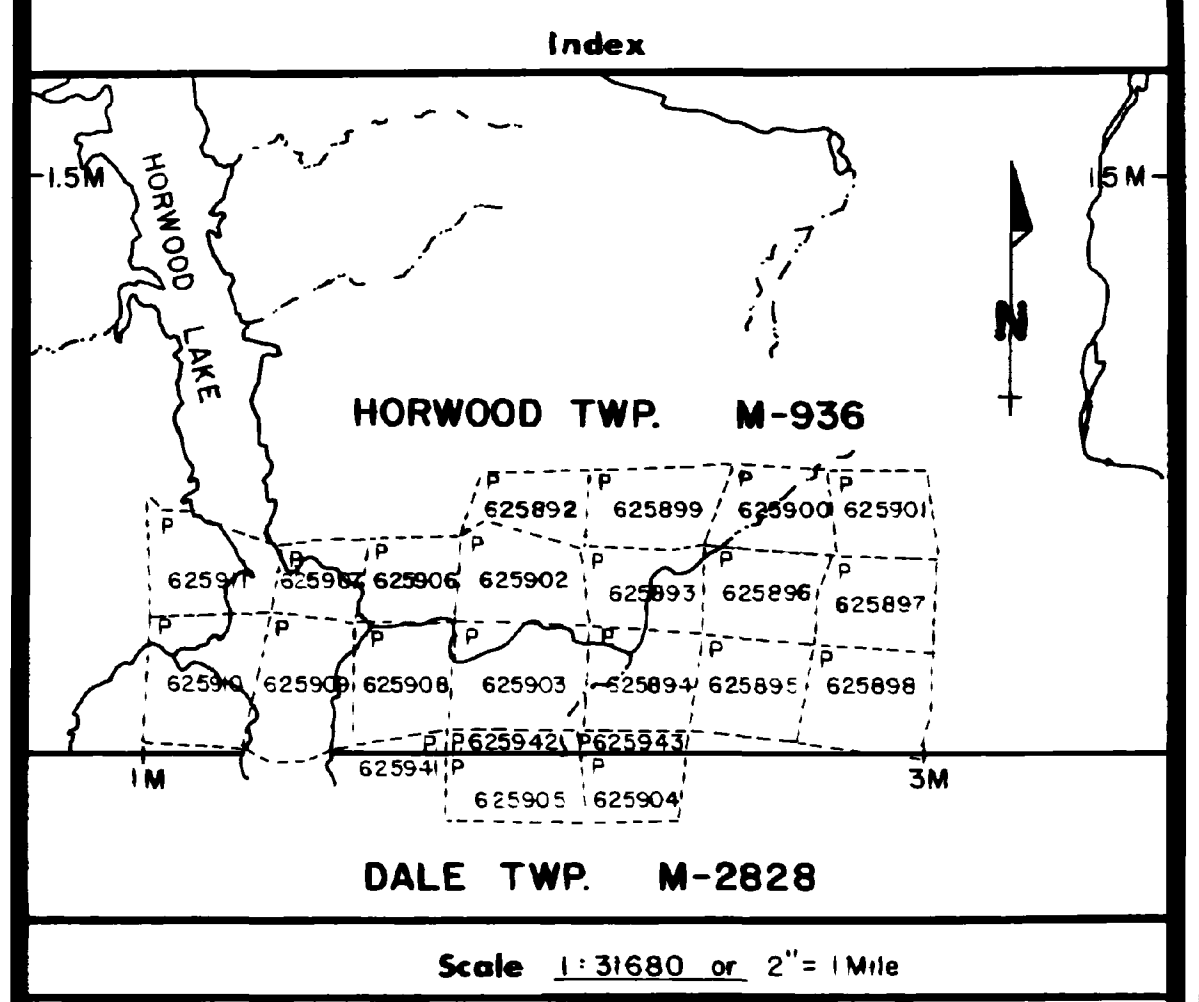 Index
1.5M
15M
HORWOOD LAKE
N
HORWOOD TWP. M-936
P P P P
625892 625899 625900 625901
P P P P P P P P
625911 625907 625906 625902 625893 625896 625897
P P P P P P P
625910 625909 625908 625903 625894 625895 625898
P P 625942 P 625943
625941 P P
1M 3M
625905 625904
DALE TWP. M-2828
Scale 1:31680 or 2"= 1 Mile